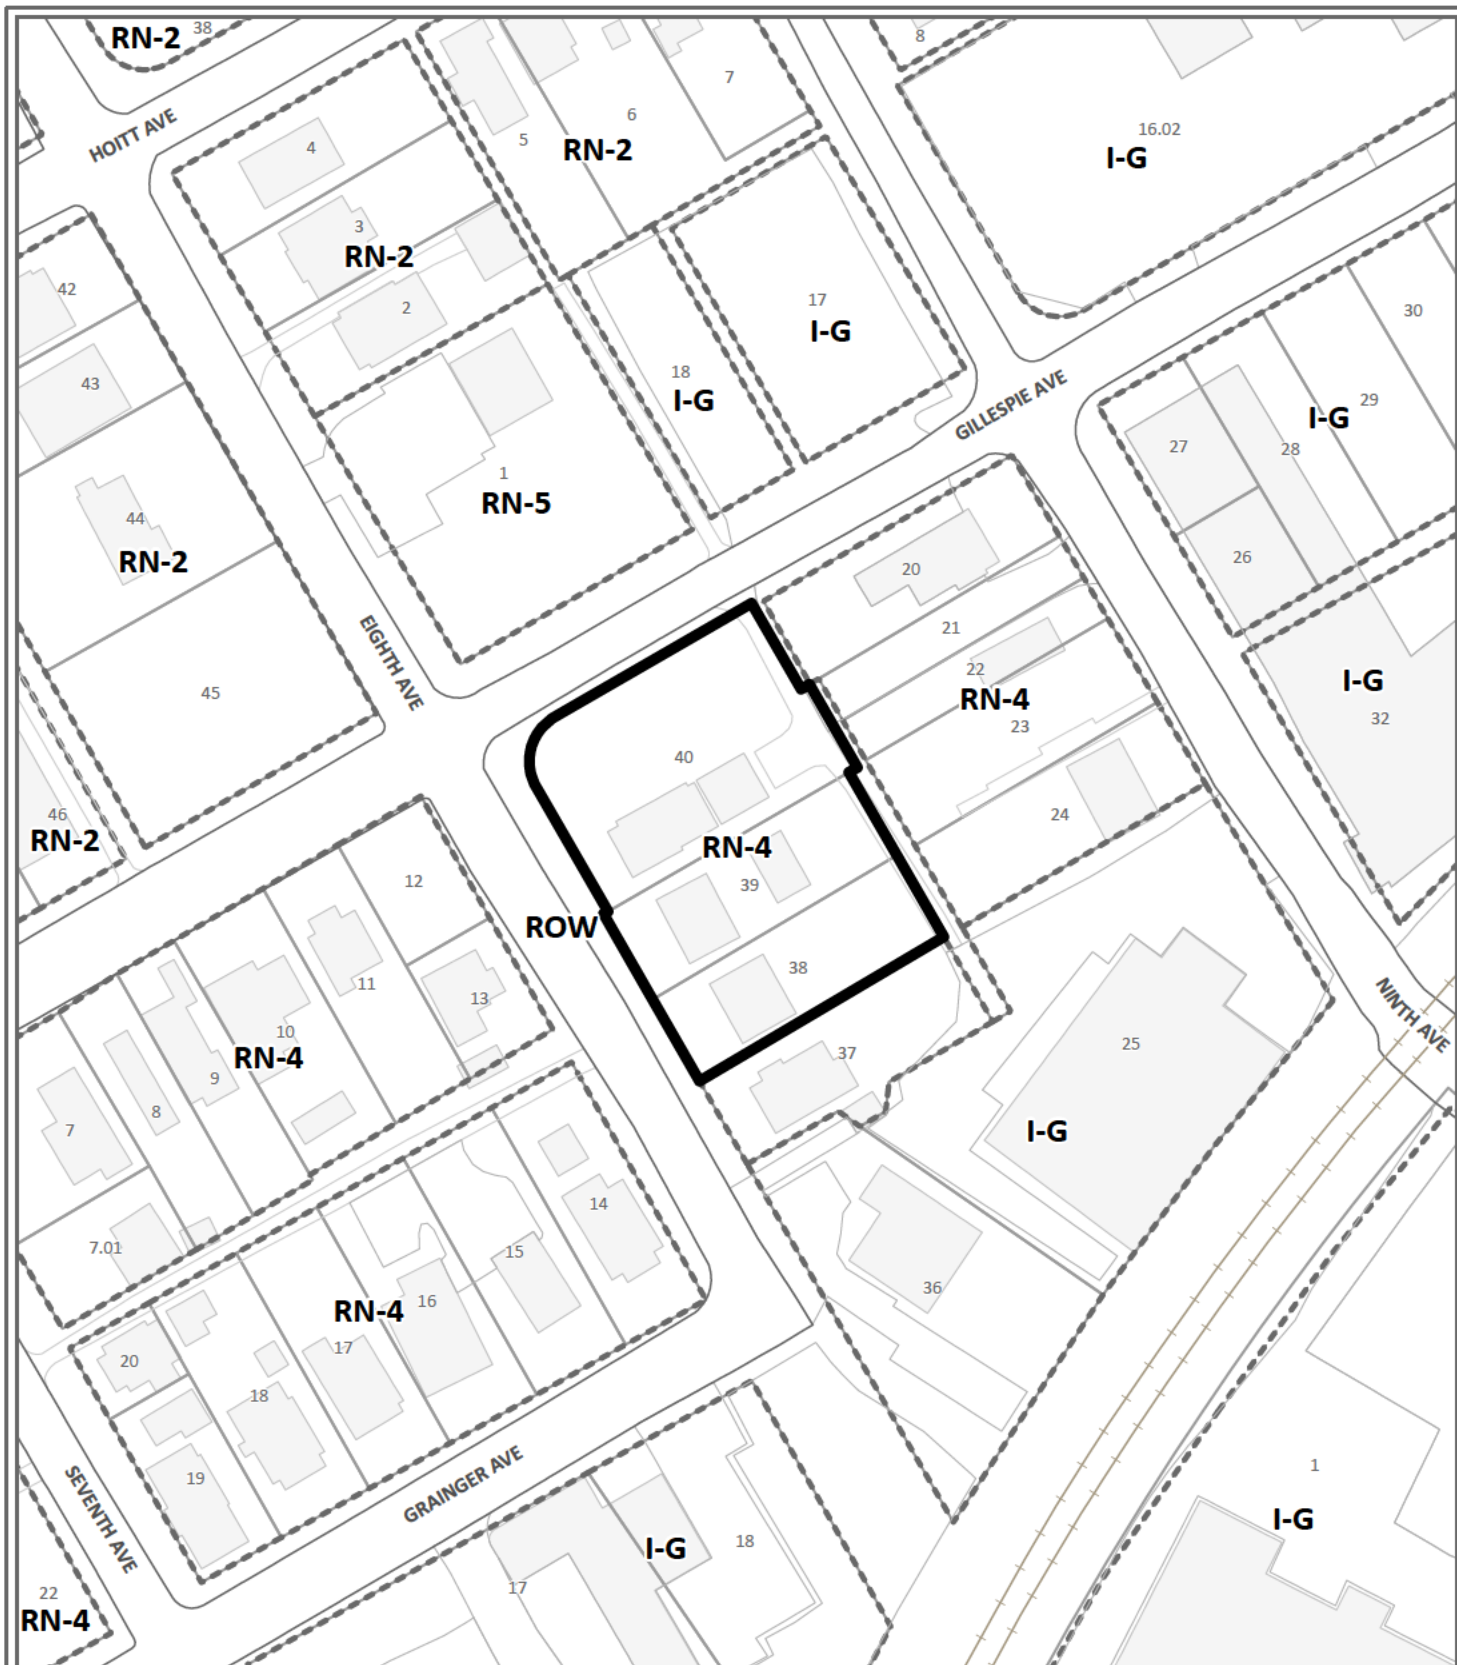 RN-2
38
8
7
6
5
RN-2
16.02
I-G
HOITT AVE
4
3
RN-2
2
42
43
17
I-G
18
I-G
30
29
I-G
GILLESPIE AVE
27
28
26
1
RN-5
44
RN-2
20
21
22
RN-4
23
24
EIGHTH AVE
45
I-G
32
40
RN-4
39
38
46
RN-2
12
ROW
11
13
10
RN-4
9
8
7
37
25
I-G
NINTH AVE
7.01
14
15
16
RN-4
17
36
20
18
19
SEVENTH AVE
GRAINGER AVE
1
I-G
I-G
18
17
22
RN-4